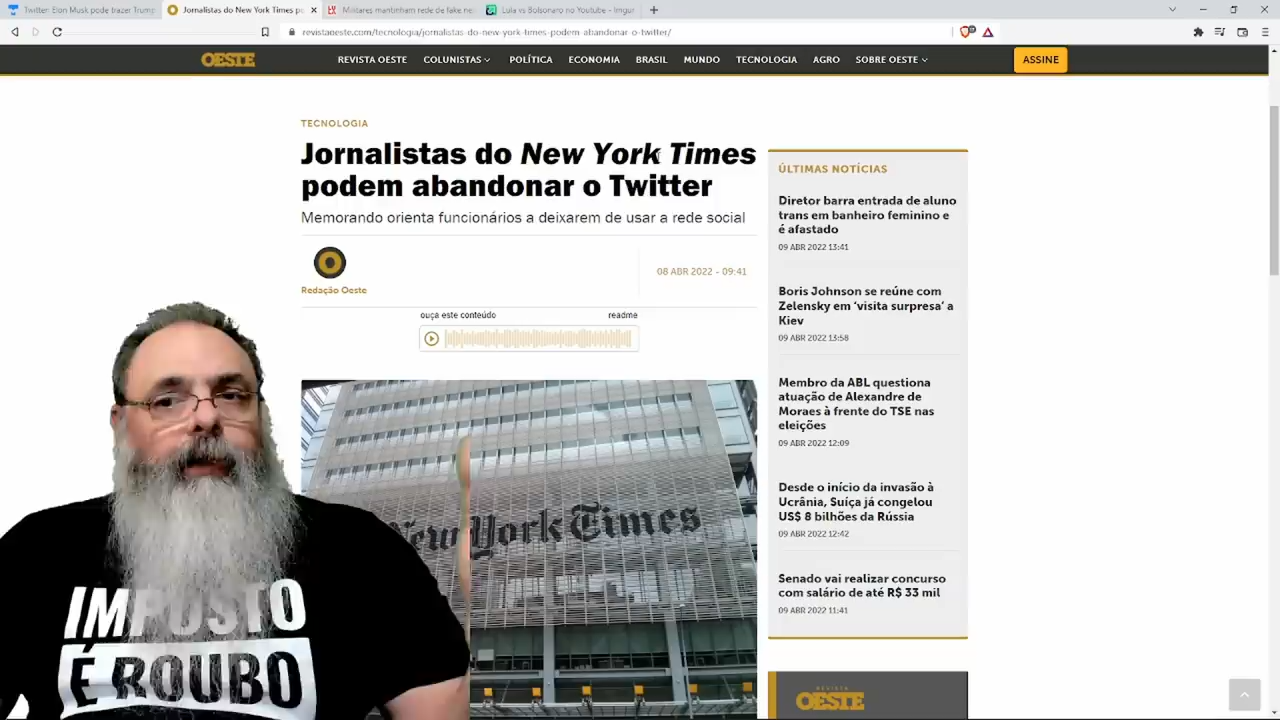 Twitter: Elon Musk pode trazer Trump
Jornalistas do New York Times po
Militares mantinham rede de fake ne
Lula vs Bolsonaro no Youtube - Imgur
revistaoeste.com/tecnologia/jornalistas-do-new-york-times-podem-abandonar-o-twitter/
OESTE
REVISTA OESTE
COLUNISTAS
POLÍTICA
ECONOMIA
BRASIL
MUNDO
TECNOLOGIA
AGRO
SOBRE OESTE
ASSINE
TECNOLOGIA
Jornalistas do New York Times
podem abandonar o Twitter
Memorando orienta funcionários a deixarem de usar a rede social
Redação Oeste
08 ABR 2022 - 09:41
ouça este conteúdo
readme
New York Times
IMPOSTO
É ROUBO
ÚLTIMAS NOTÍCIAS
Diretor barra entrada de aluno
trans em banheiro feminino e
é afastado
09 ABR 2022 13:41
Boris Johnson se reúne com
Zelensky em ‘visita surpresa’ a
Kiev
09 ABR 2022 13:58
Membro da ABL questiona
atuação de Alexandre de
Moraes à frente do TSE nas
eleições
09 ABR 2022 12:09
Desde o início da invasão à
Ucrânia, Suíça já congelou
US$ 8 bilhões da Rússia
09 ABR 2022 12:42
Senado vai realizar concurso
com salário de até R$ 33 mil
09 ABR 2022 11:41
REVISTA
OESTE